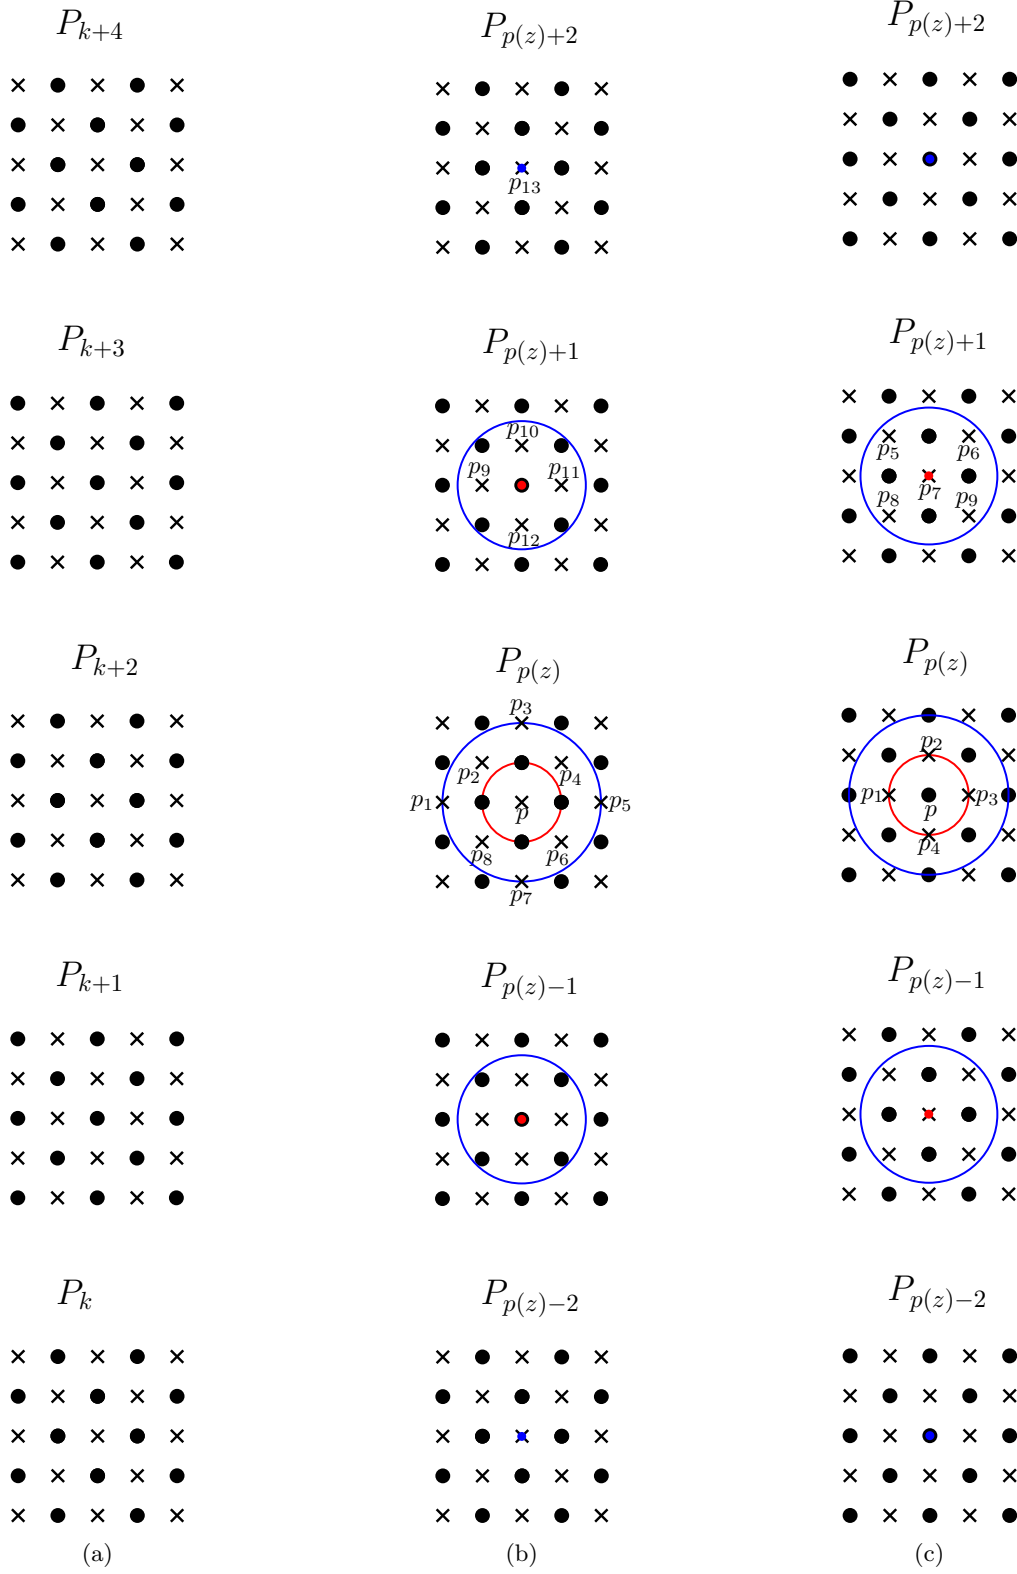 P_{k+4} P_{p(z)+2} P_{p(z)+2}
p_{13}
P_{k+3} P_{p(z)+1} P_{p(z)+1}
p_{10}
p_5 p_6
p_9 p_{11}
p_7
p_8 p_9
p_{12}
P_{k+2} P_{p(z)} P_{p(z)}
p_3
p_2
p_2 p_4
p_1 p_5 p_1 p_3
p p
p_8 p_6 p_4
p_7
P_{k+1} P_{p(z)-1} P_{p(z)-1}
P_k P_{p(z)-2} P_{p(z)-2}
(a) (b) (c)